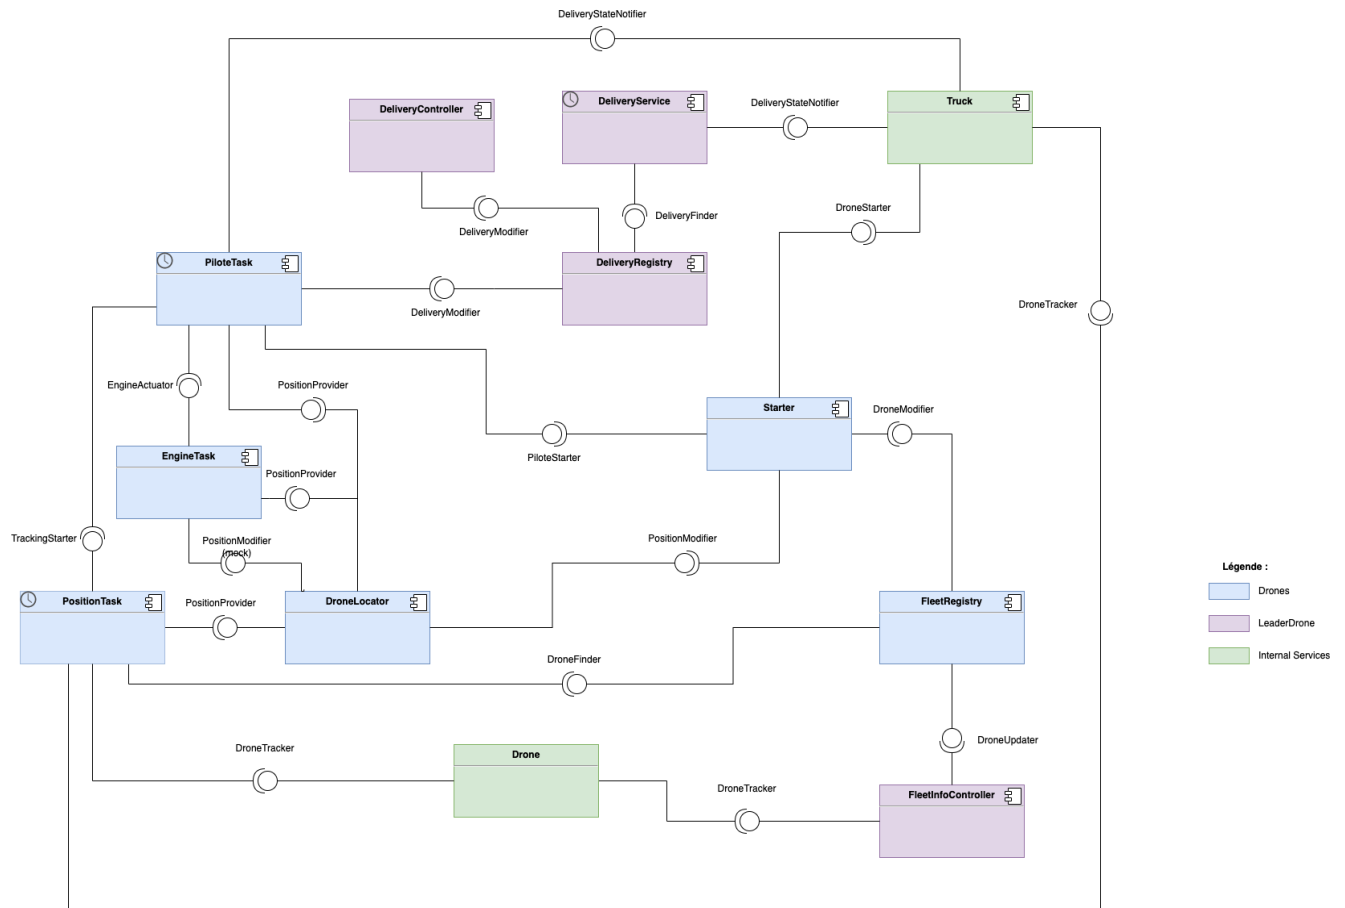 DeliveryStateNotifier
DeliveryController
DeliveryService
DeliveryStateNotifier
Truck
DeliveryModifier
DeliveryFinder
DroneStarter
PiloteTask
DeliveryRegistry
DeliveryModifier
DroneTracker
EngineActuator
PositionProvider
Starter
DroneModifier
EngineTask
PositionProvider
PiloteStarter
TrackingStarter
PositionModifier
(mock)
PositionModifier
Légende :
PositionTask
PositionProvider
DroneLocator
FleetRegistry
Drones
LeaderDrone
Internal Services
DroneFinder
DroneTracker
Drone
DroneUpdater
DroneTracker
FleetInfoController